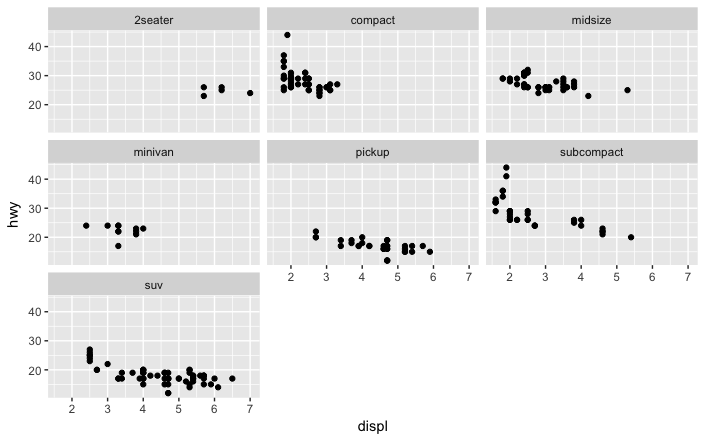 2seater compact midsize
40
30
20
minivan pickup subcompact
40
30
20
hwy
2 3 4 5 6 7 2 3 4 5 6 7
suv
40
30
20
2 3 4 5 6 7
displ